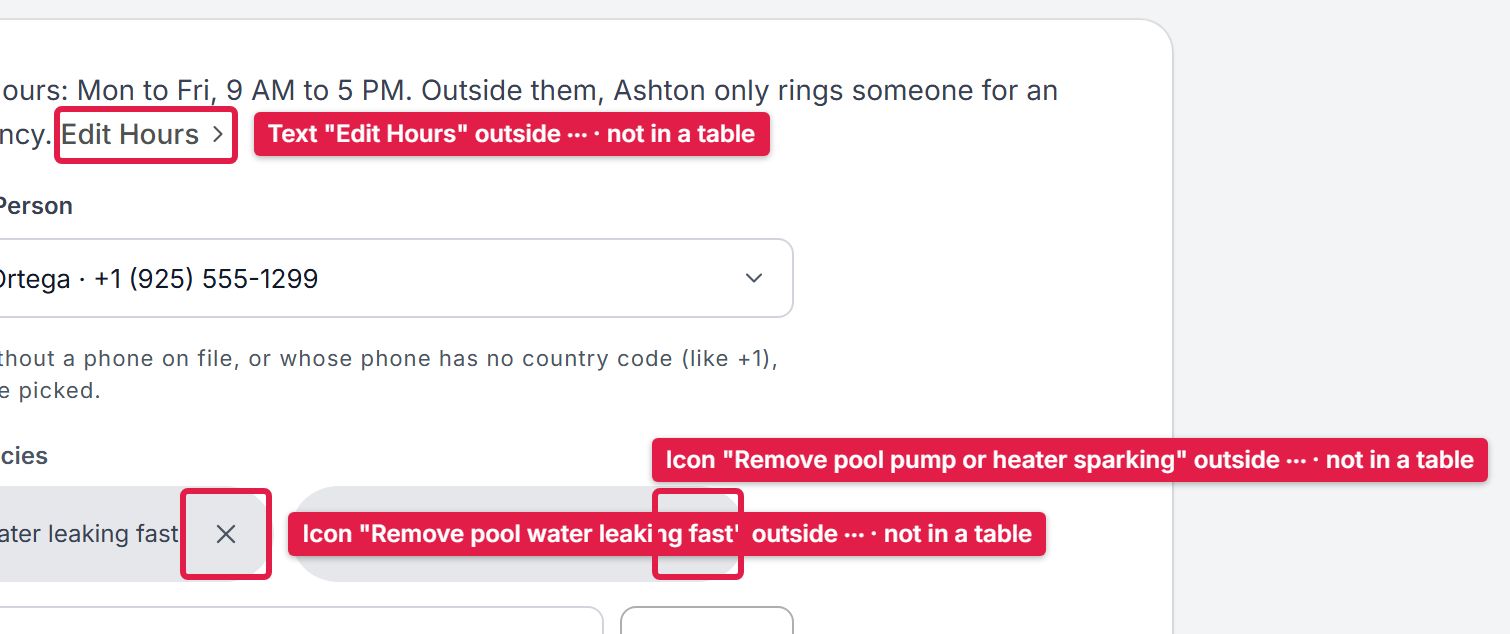 ours: Mon to Fri, 9 AM to 5 PM. Outside them, Ashton only rings someone for an
ncy. Edit Hours > Text "Edit Hours" outside ··· · not in a table
Person
Ortega · +1 (925) 555-1299
thout a phone on file, or whose phone has no country code (like +1),
e picked.
cies
Icon "Remove pool pump or heater sparking" outside ··· · not in a table
ater leaking fast
Icon "Remove pool water leaking fast" outside ··· · not in a table